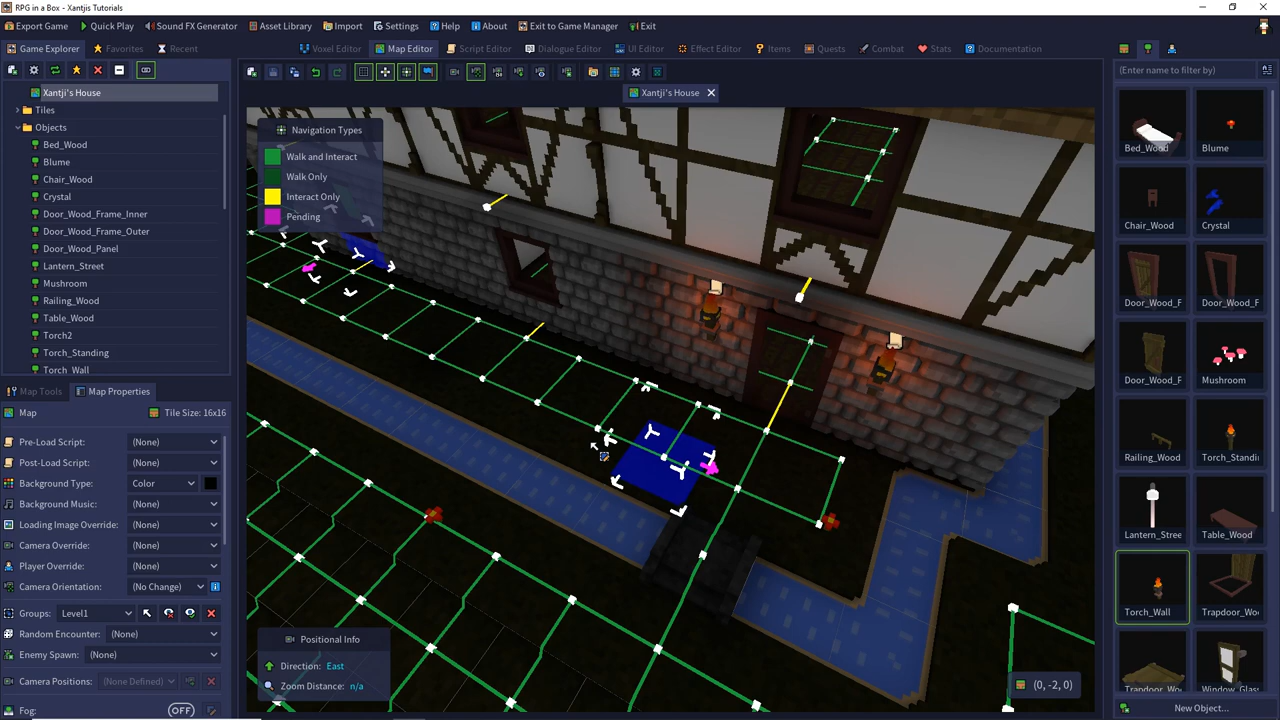 RPG in a Box — Xantjis Tutorials
Export Game
Quick Play
Sound FX Generator
Asset Library
Import
Settings
Help
About
Exit to Game Manager
Exit
Game Explorer
Favorites
Recent
Voxel Editor
Map Editor
Script Editor
Dialogue Editor
UI Editor
Effect Editor
Items
Quests
Combat
Stats
Documentation
(Enter name to filter by)
Xantji's House
Tiles
Objects
Bed_Wood
Blume
Chair_Wood
Crystal
Door_Wood_Frame_Inner
Door_Wood_Frame_Outer
Door_Wood_Panel
Lantern_Street
Mushroom
Railing_Wood
Table_Wood
Torch2
Torch_Standing
Torch_Wall
Xantji's House
Navigation Types
Walk and Interact
Walk Only
Interact Only
Pending
Map Tools
Map Properties
Map
Tile Size: 16x16
Pre-Load Script:
(None)
Post-Load Script:
(None)
Background Type:
Color
Background Music:
(None)
Loading Image Override:
(None)
Camera Override:
(None)
Player Override:
(None)
Camera Orientation:
(No Change)
Groups:
Level1
Random Encounter:
(None)
Enemy Spawn:
(None)
Camera Positions:
(None Defined)
Fog:
OFF
Positional Info
Direction: East
Zoom Distance: n/a
(0, -2, 0)
Bed_Wood
Blume
Chair_Wood
Crystal
Door_Wood_F
Door_Wood_F
Door_Wood_F
Mushroom
Railing_Wood
Torch_Standi
Lantern_Stree
Table_Wood
Torch_Wall
Trapdoor_Wo
Trapdoor_Wo
Window_Glas
New Object...